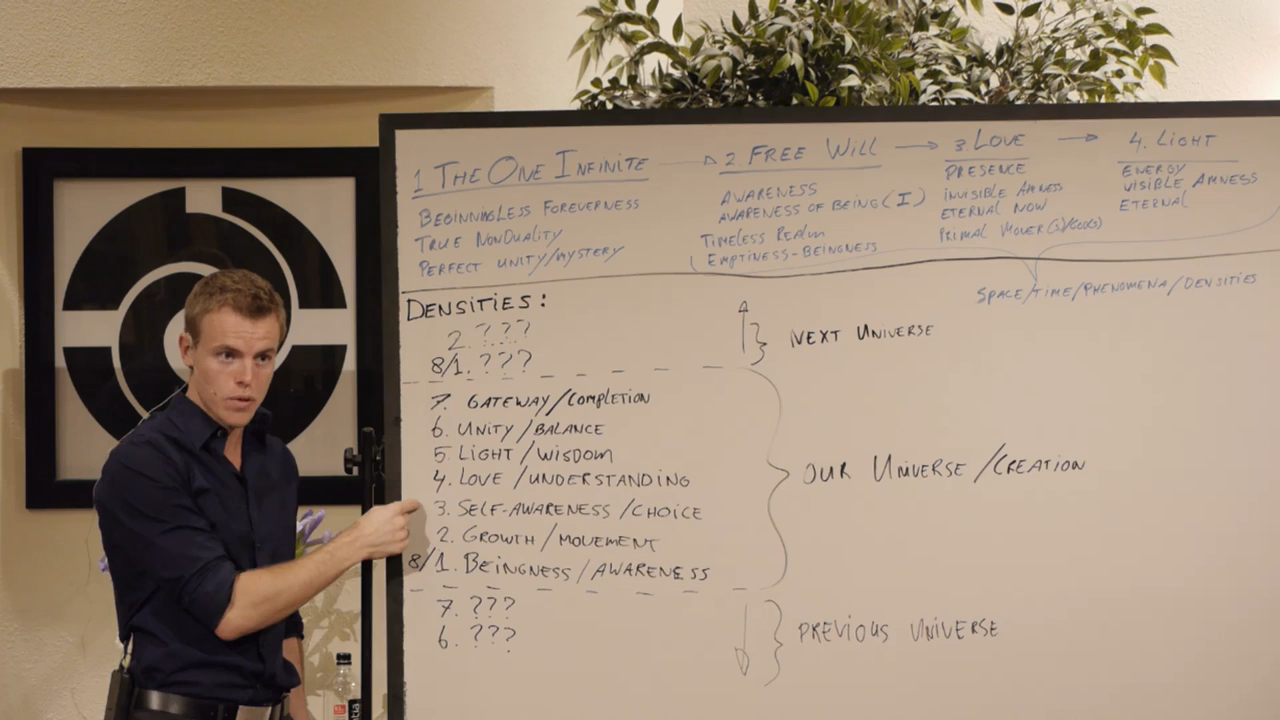 1 THE ONE INFINITE → 2 FREE WILL → 3 LOVE → 4. LIGHT
BEGINNINGLESS FOREVERNESS
TRUE NONDUALITY
PERFECT UNITY/MYSTERY
AWARENESS
AWARENESS OF BEING (I)
TIMELESS REALM
EMPTINESS-BEINGNESS
PRESENCE
INVISIBLE AMNESS
ETERNAL NOW
PRIMAL MOVER(S)/GOD(S)
ENERGY
VISIBLE AMNESS
ETERNAL
SPACE/TIME/PHENOMENA/DENSITIES
DENSITIES:
2. ???
8/1. ???
NEXT UNIVERSE
7. GATEWAY/COMPLETION
6. UNITY/BALANCE
5. LIGHT/WISDOM
4. LOVE/UNDERSTANDING
3. SELF-AWARENESS/CHOICE
2. GROWTH/MOVEMENT
8/1. BEINGNESS/AWARENESS
OUR UNIVERSE/CREATION
7. ???
6. ???
PREVIOUS UNIVERSE